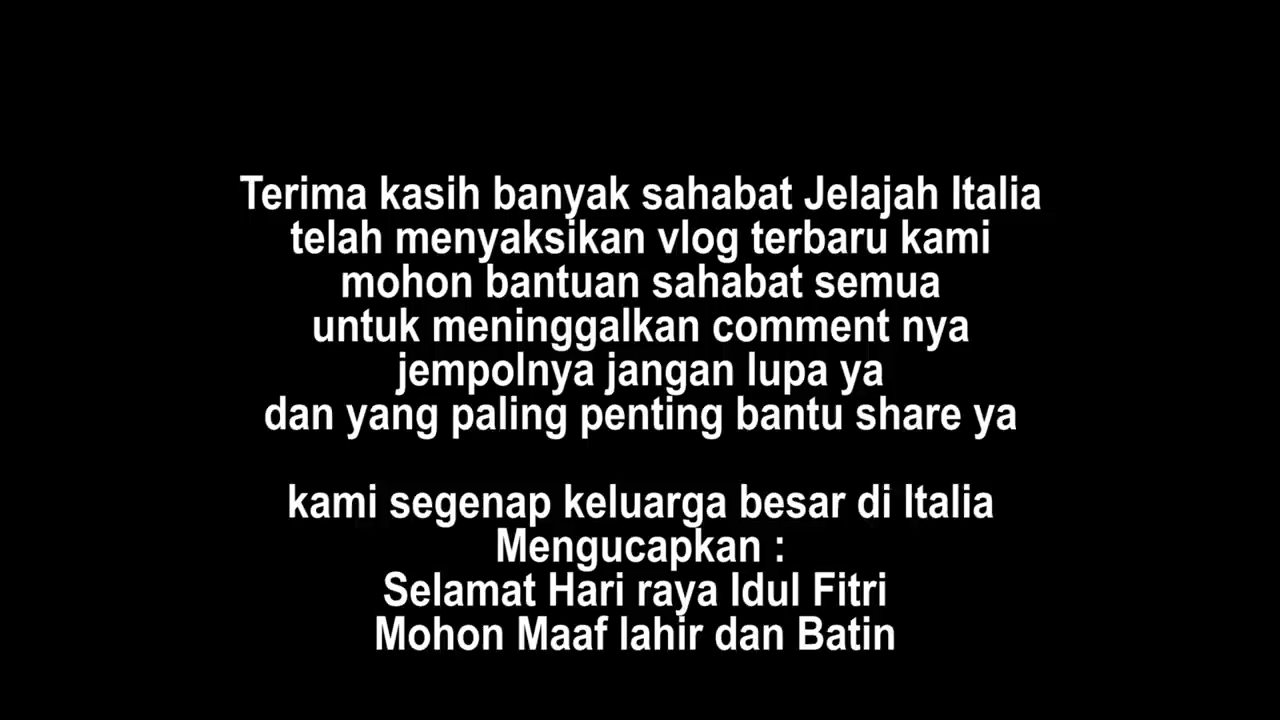 Terima kasih banyak sahabat Jelajah Italia
telah menyaksikan vlog terbaru kami
mohon bantuan sahabat semua
untuk meninggalkan comment nya
jempolnya jangan lupa ya
dan yang paling penting bantu share ya
kami segenap keluarga besar di Italia
Mengucapkan :
Selamat Hari raya Idul Fitri
Mohon Maaf lahir dan Batin